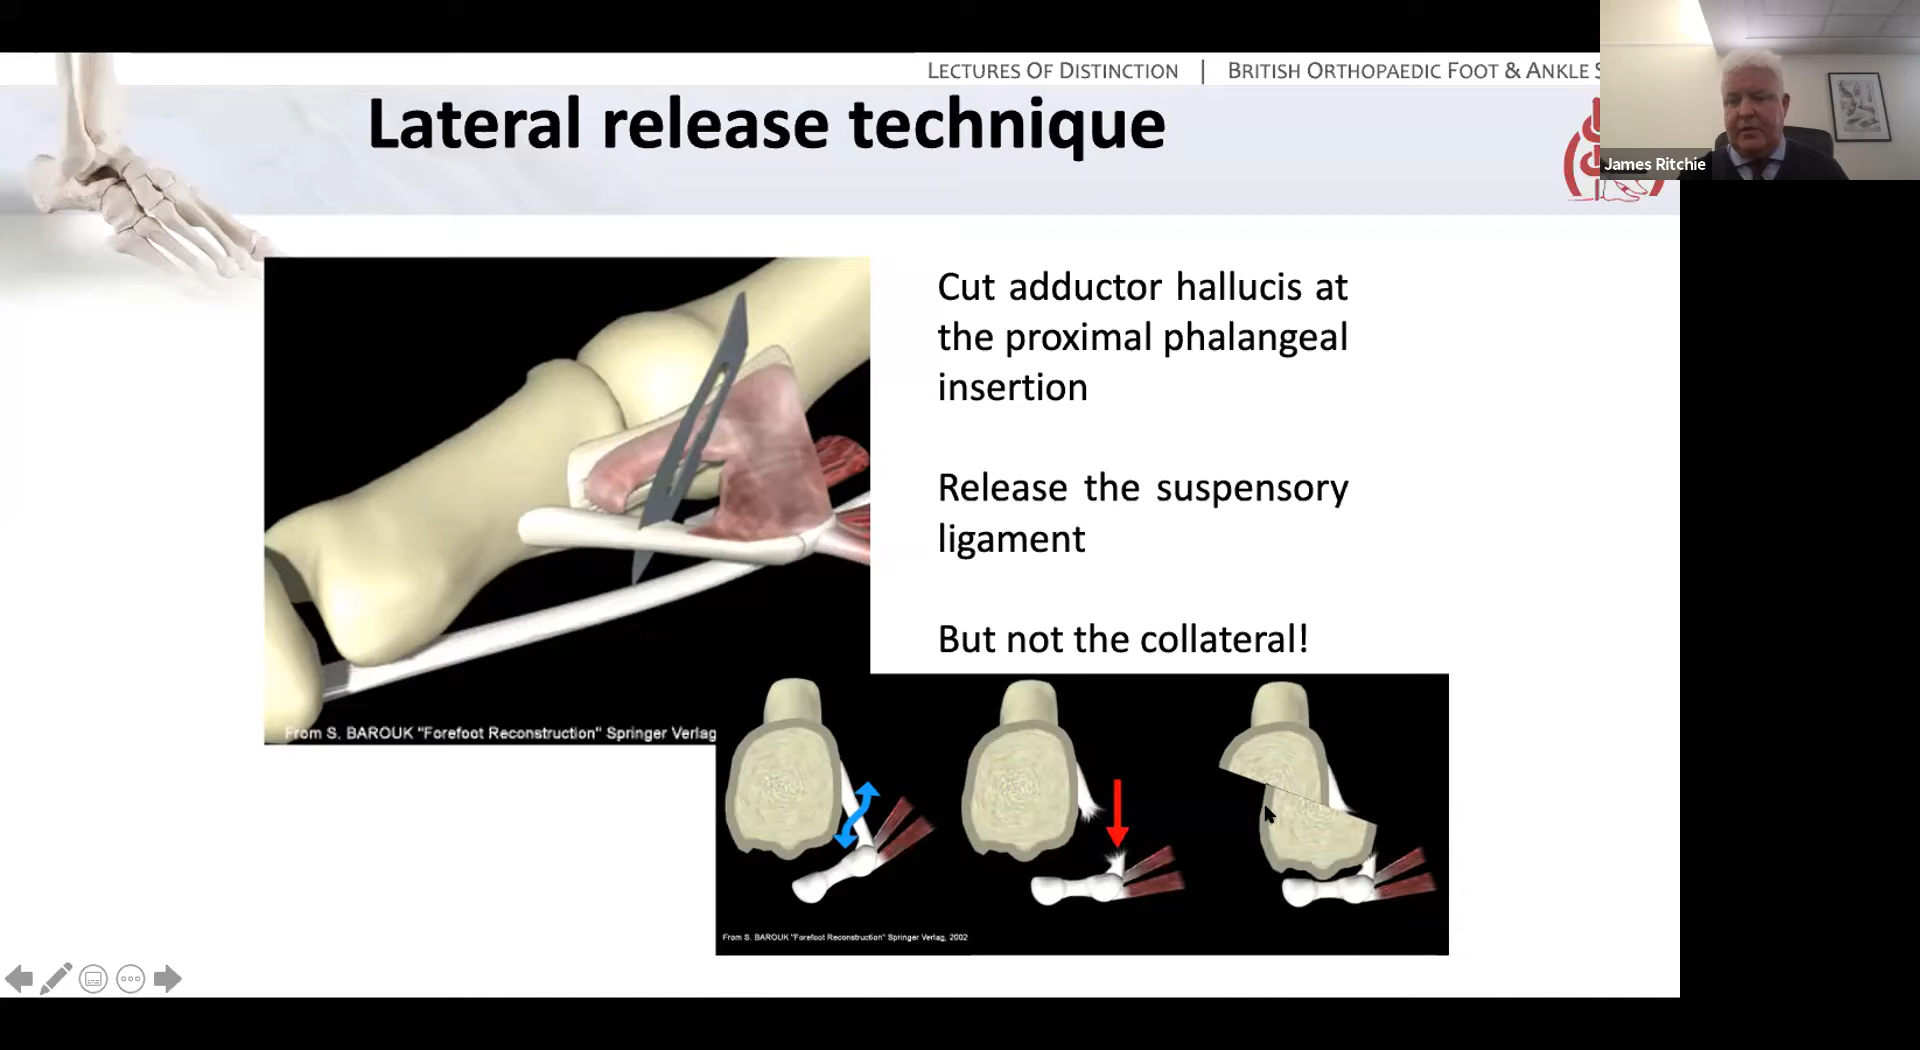 LECTURES OF DISTINCTION | BRITISH ORTHOPAEDIC FOOT & ANKLE
Lateral release technique
James Ritchie
Cut adductor hallucis at
the proximal phalangeal
insertion
Release the suspensory
ligament
But not the collateral!
From S. BAROUK "Forefoot Reconstruction" Springer Verlag
From S. BAROUK "Forefoot Reconstruction" Springer Verlag, 2002